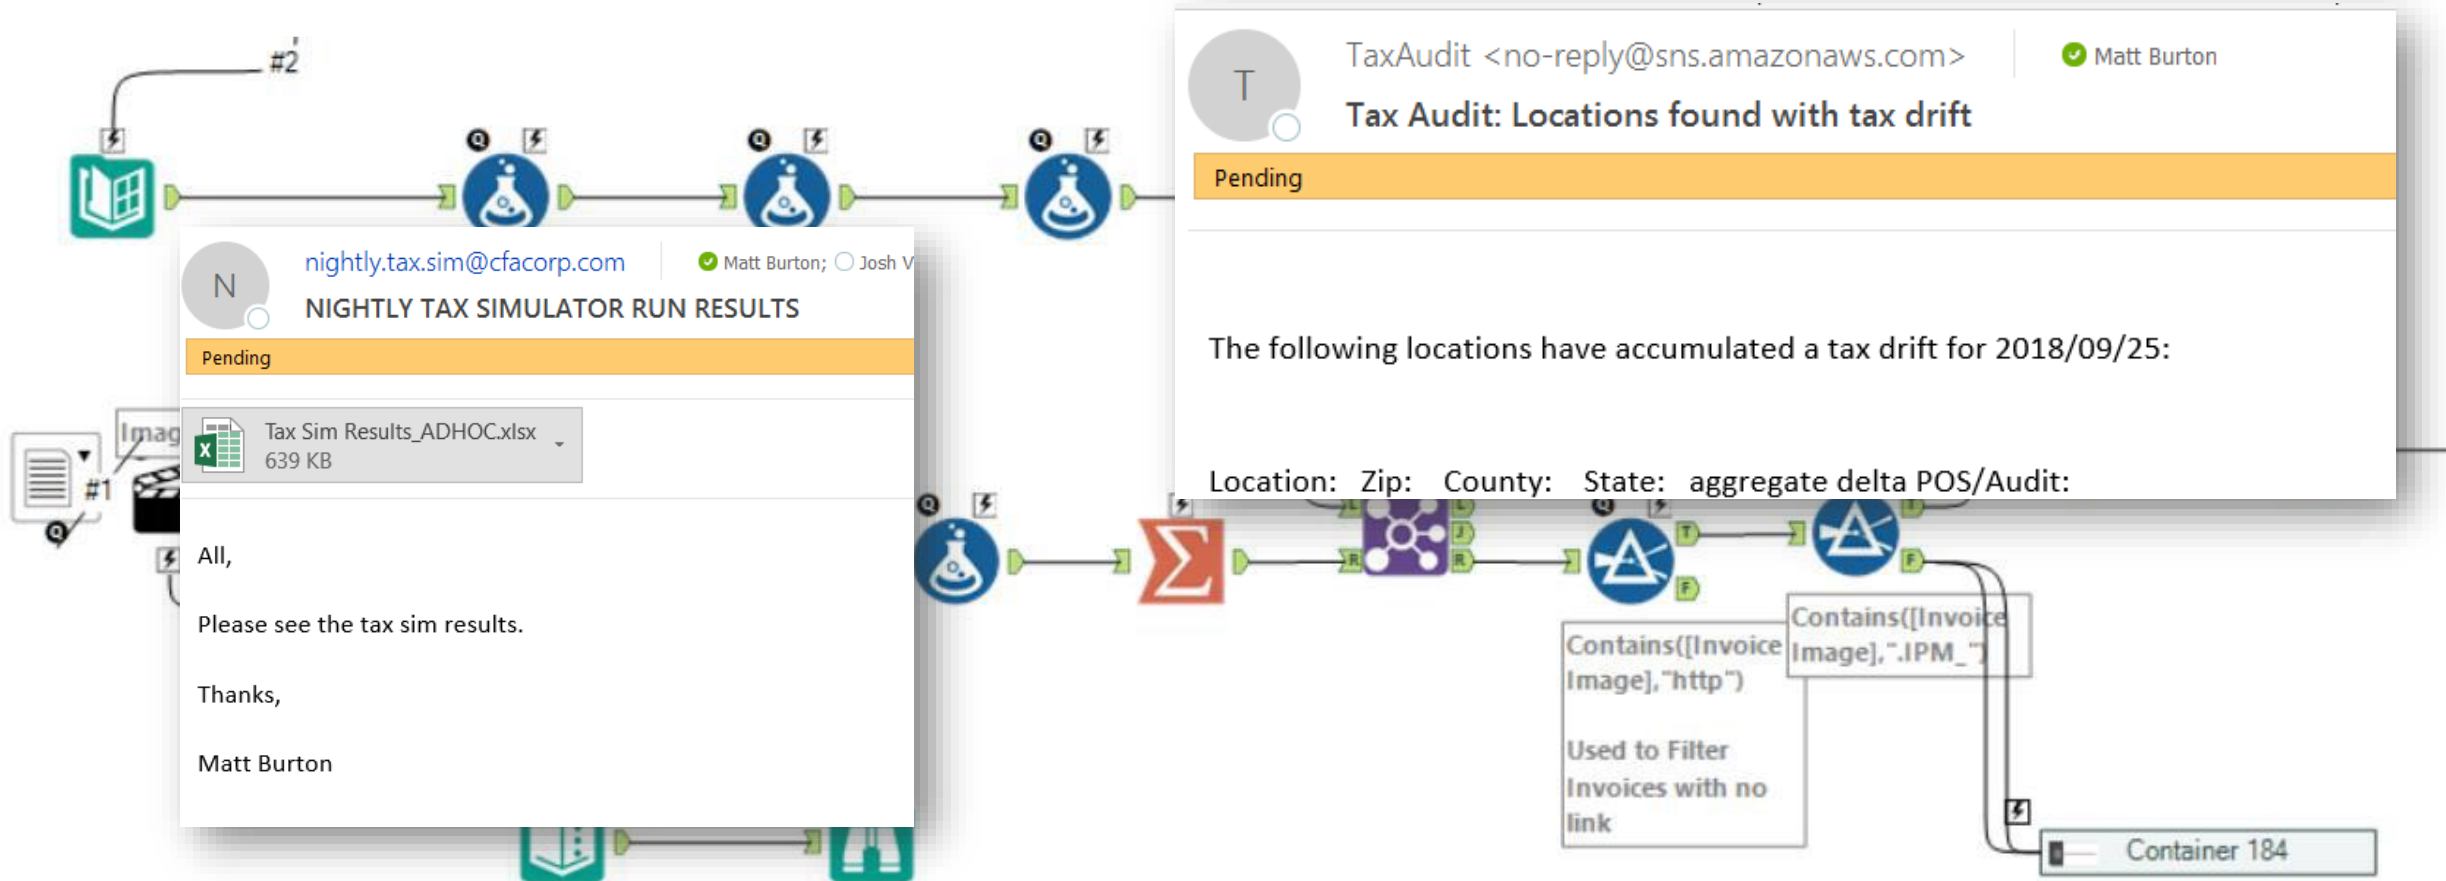 #2
TaxAudit <no-reply@sns.amazonaws.com>
Matt Burton
T
Tax Audit: Locations found with tax drift
Pending
The following locations have accumulated a tax drift for 2018/09/25:
Location: Zip: County: State: aggregate delta POS/Audit:
nightly.tax.sim@cfacorp.com
Matt Burton; Josh V
N
NIGHTLY TAX SIMULATOR RUN RESULTS
Pending
Tax Sim Results_ADHOC.xlsx
639 KB
All,
Please see the tax sim results.
Thanks,
Matt Burton
Imag
#1
Contains([Invoice
Image],"http")
Used to Filter
Invoices with no
link
Contains([Invoice
Image],".IPM_")
Container 184